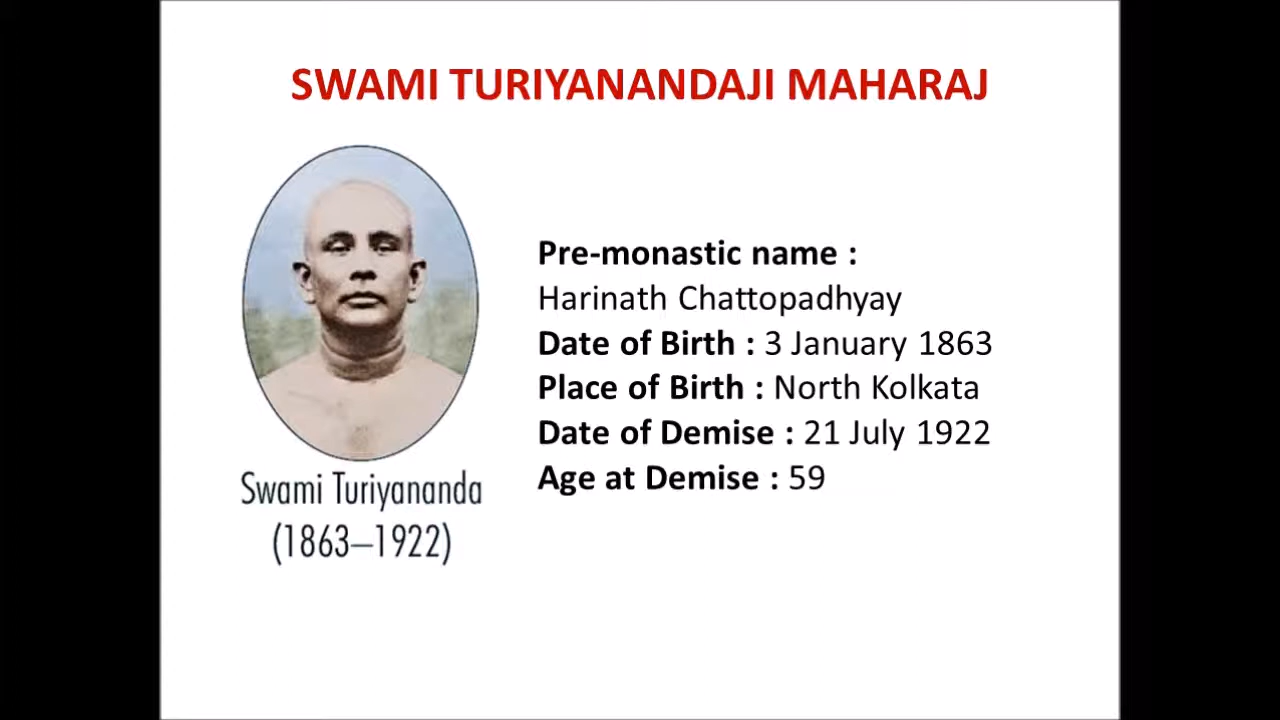 SWAMI TURIYANANDAJI MAHARAJ
Swami Turiyananda
(1863–1922)
Pre-monastic name :
Harinath Chattopadhyay
Date of Birth : 3 January 1863
Place of Birth : North Kolkata
Date of Demise : 21 July 1922
Age at Demise : 59